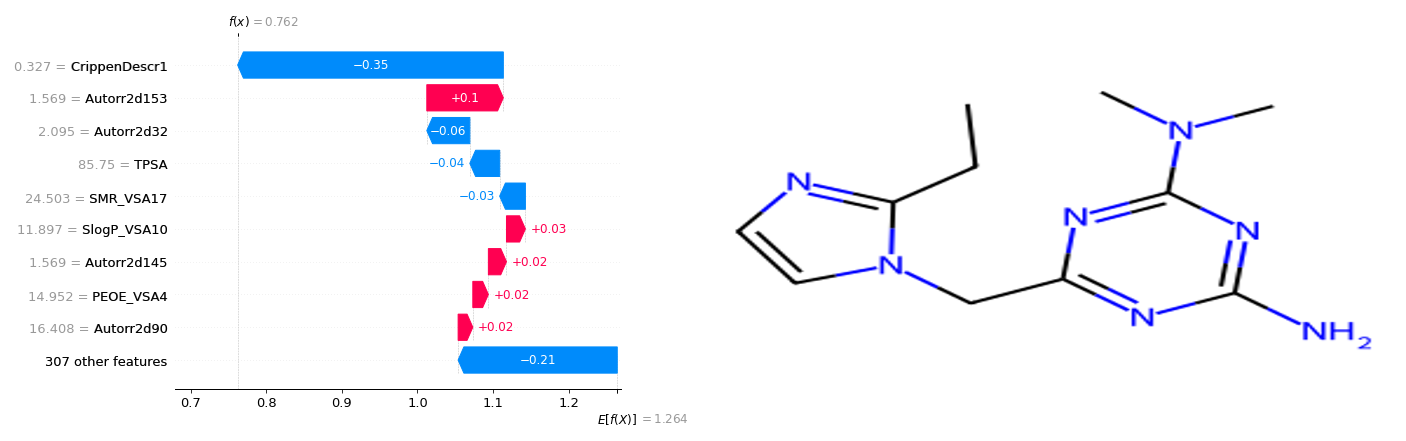 f(x) = 0.762
0.327 = CrippenDescr1
−0.35
1.569 = Autorr2d153
+0.1
2.095 = Autorr2d32
−0.06
85.75 = TPSA
−0.04
24.503 = SMR_VSA17
−0.03
11.897 = SlogP_VSA10
+0.03
1.569 = Autorr2d145
+0.02
14.952 = PEOE_VSA4
+0.02
16.408 = Autorr2d90
+0.02
307 other features
−0.21
0.7 0.8 0.9 1.0 1.1 1.2
E[f(X)] = 1.264
N
N
N
N
N
N
NH2